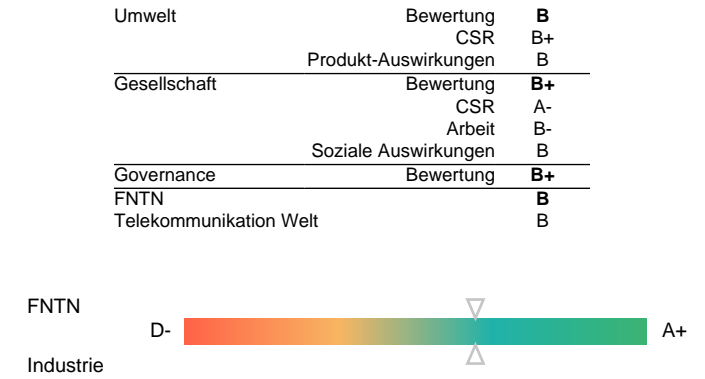 Umwelt Bewertung B
CSR B+
Produkt-Auswirkungen B
Gesellschaft Bewertung B+
CSR A-
Arbeit B-
Soziale Auswirkungen B
Governance Bewertung B+
FNTN B
Telekommunikation Welt B
FNTN
D- A+
Industrie